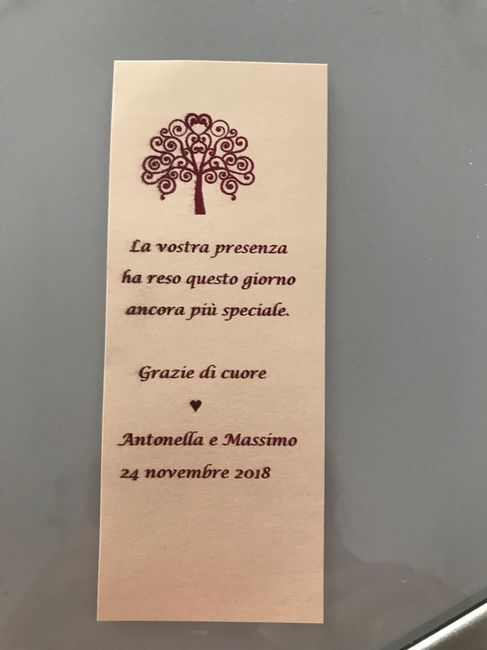 La vostra presenza
ha reso questo giorno
ancora più speciale.
Grazie di cuore
♥
Antonella e Massimo
24 novembre 2018